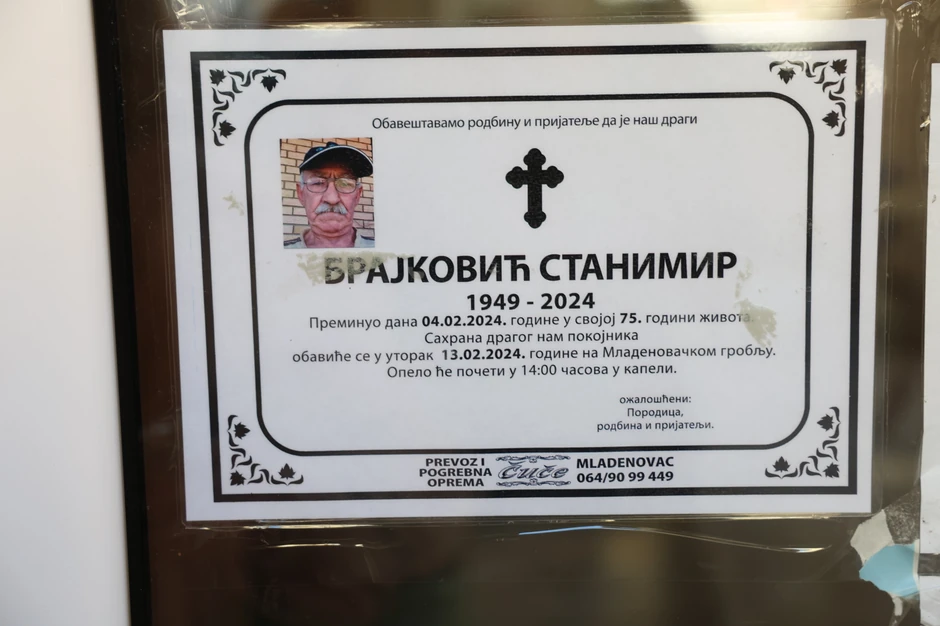 Обавештавамо родбину и пријатеље да је наш драги
БРАЈКОВИЋ СТАНИМИР
1949 - 2024
Преминуо дана 04.02.2024. године у својој 75. години живота.
Сахрана драгог нам покојника
обавиће се у уторак 13.02.2024. године на Младеновачком гробљу.
Опело ће почети у 14:00 часова у капели.
ожалошћени:
Породица,
родбина и пријатељи.
PREVOZ I
POGREBNA
OPREMA
Čuče
MLADENOVAC
064/90 99 449